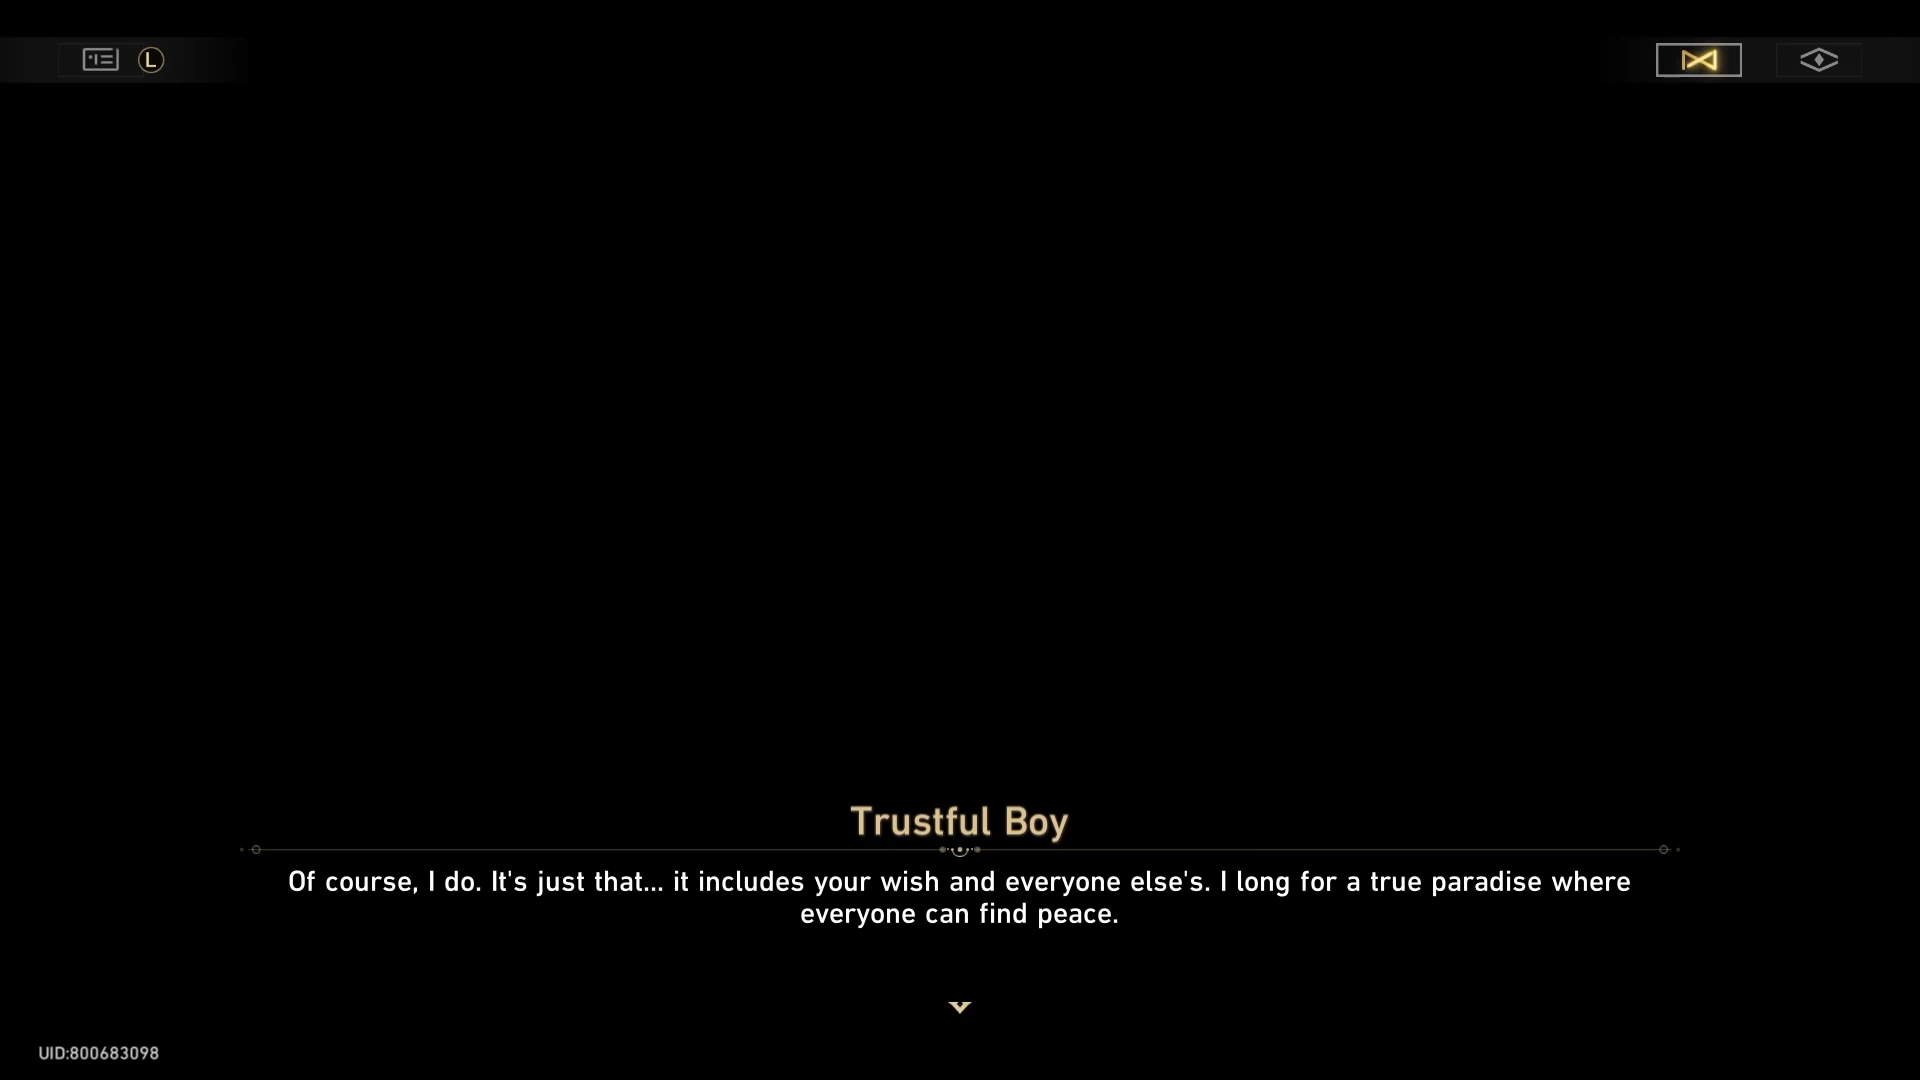 L
Trustful Boy
Of course, I do. It's just that... it includes your wish and everyone else's. I long for a true paradise where
everyone can find peace.
UID:800683098